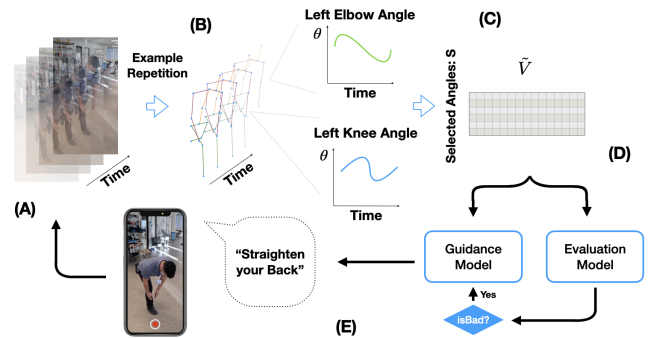 Left Elbow Angle
(B)
(C)
θ
Example
Repetition
Time
Ṽ
Selected Angles: S
Left Knee Angle
θ
Time
Time
Time
(D)
(A)
"Straighten
your Back"
Guidance
Model
Evaluation
Model
Yes
isBad?
(E)